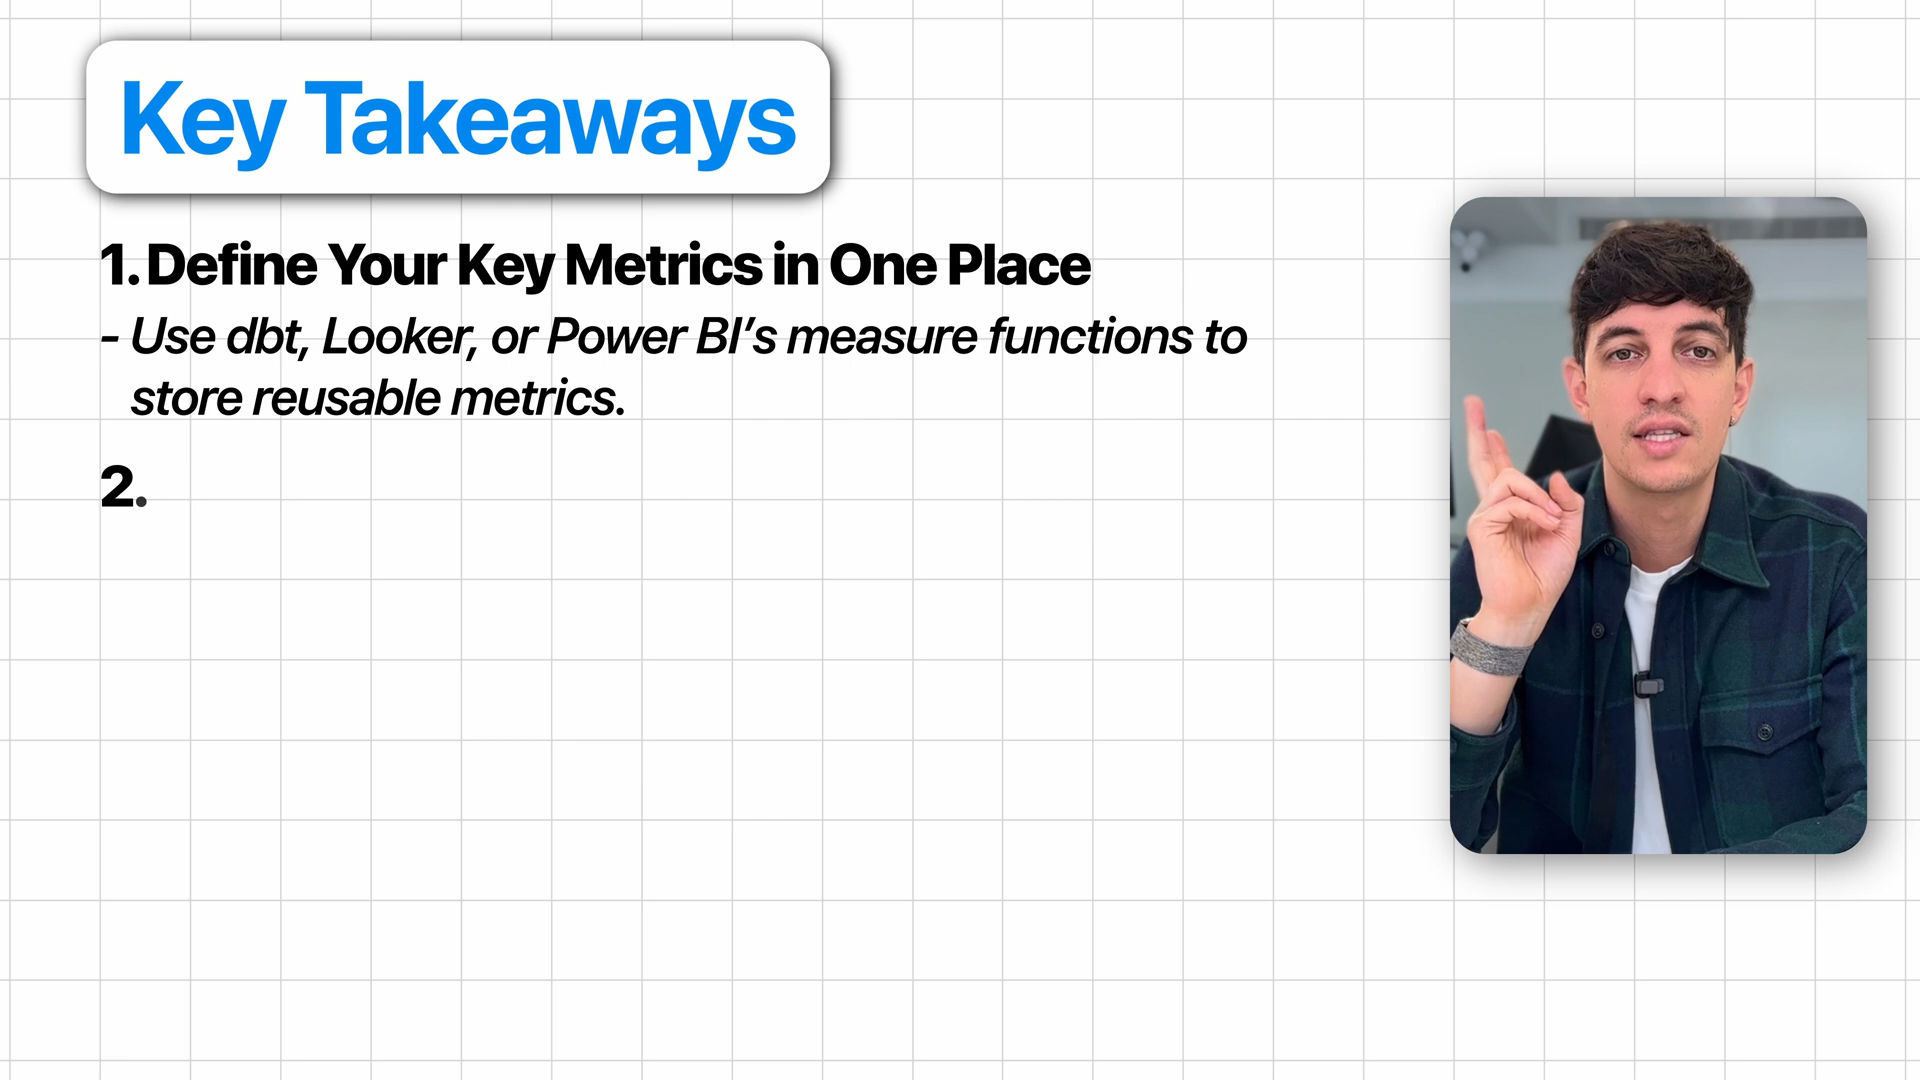 Key Takeaways
1. Define Your Key Metrics in One Place
- Use dbt, Looker, or Power BI’s measure functions to
store reusable metrics.
2.